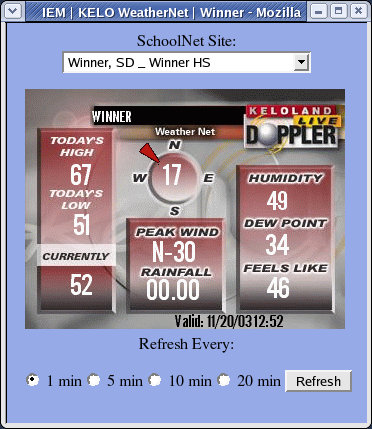 IEM | KELO WeatherNet | Winner - Mozilla
SchoolNet Site:
Winner, SD _ Winner HS
WINNER
KELOLAND
LIVE
DOPPLER
Weather Net
TODAY'S
HIGH
67
TODAY'S
LOW
51
CURRENTLY
52
N
W
17
E
S
PEAK WIND
N-30
RAINFALL
00.00
HUMIDITY
49
DEW POINT
34
FEELS LIKE
46
Valid: 11/20/03 12:52
Refresh Every:
1 min 5 min 10 min 20 min Refresh